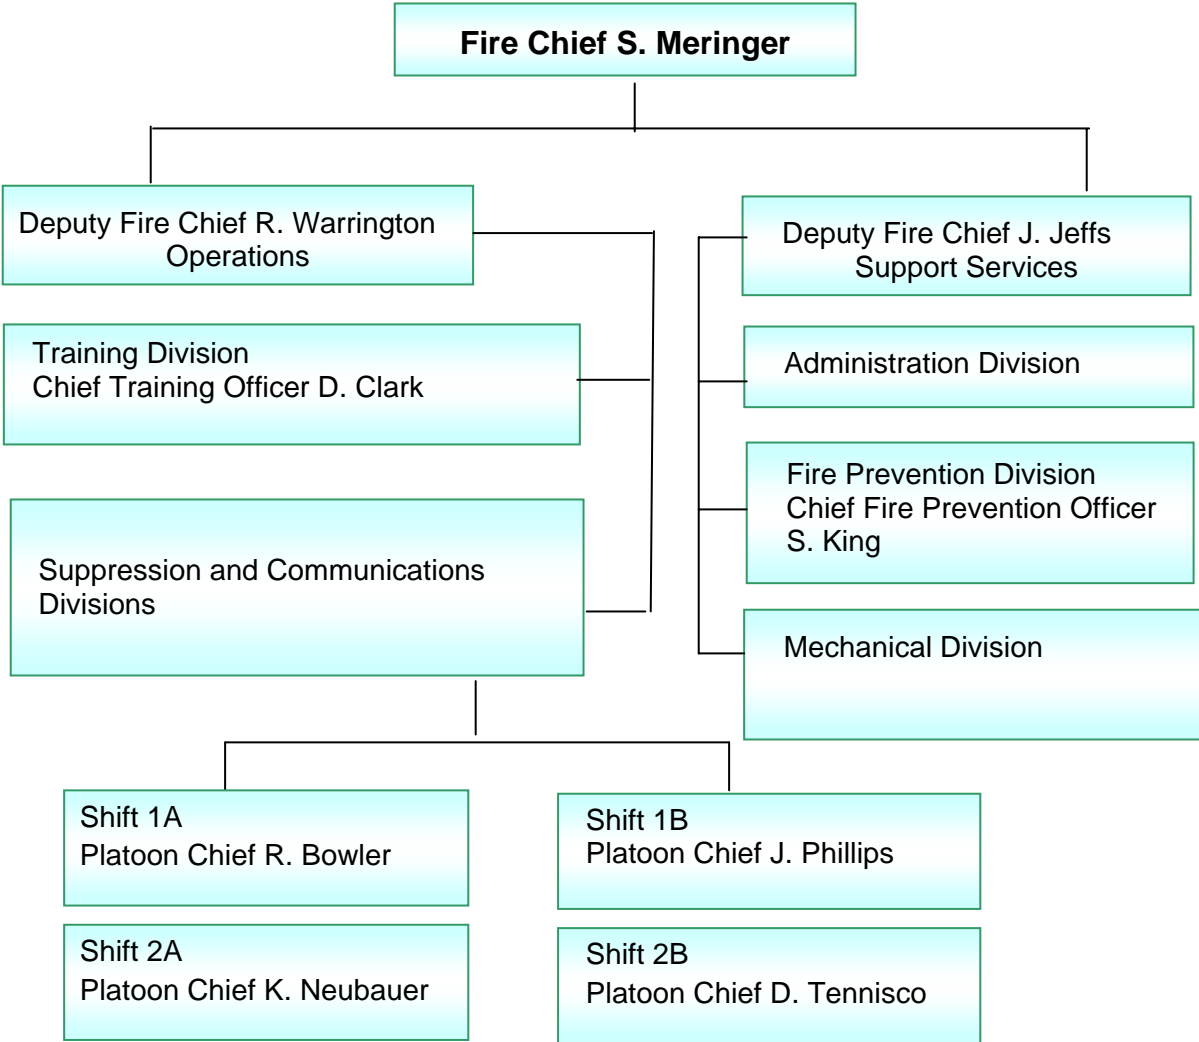 Fire Chief S. Meringer
Deputy Fire Chief R. Warrington
Operations
Deputy Fire Chief J. Jeffs
Support Services
Training Division
Chief Training Officer D. Clark
Administration Division
Fire Prevention Division
Chief Fire Prevention Officer
S. King
Suppression and Communications
Divisions
Mechanical Division
Shift 1A
Platoon Chief R. Bowler
Shift 1B
Platoon Chief J. Phillips
Shift 2A
Platoon Chief K. Neubauer
Shift 2B
Platoon Chief D. Tennisco